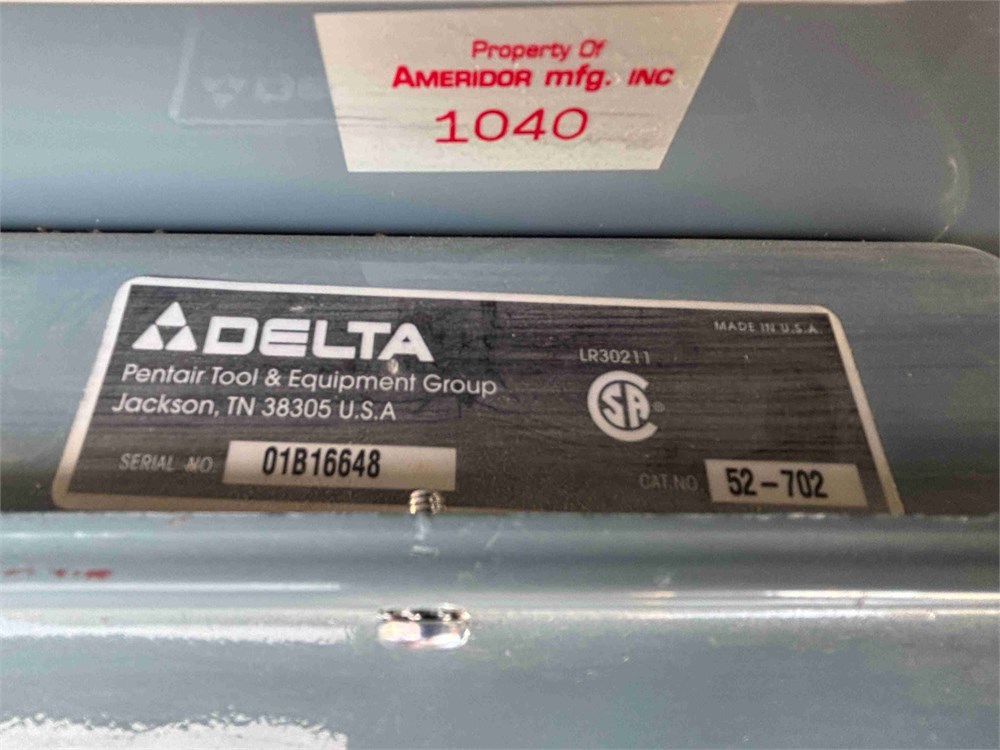 Property Of
AMERIDOR mfg. INC
1040
DELTA
MADE IN U.S.A.
Pentair Tool & Equipment Group
Jackson, TN 38305 U.S.A
LR30211
SA
SERIAL NO. 01B16648
CAT.NO 52-702